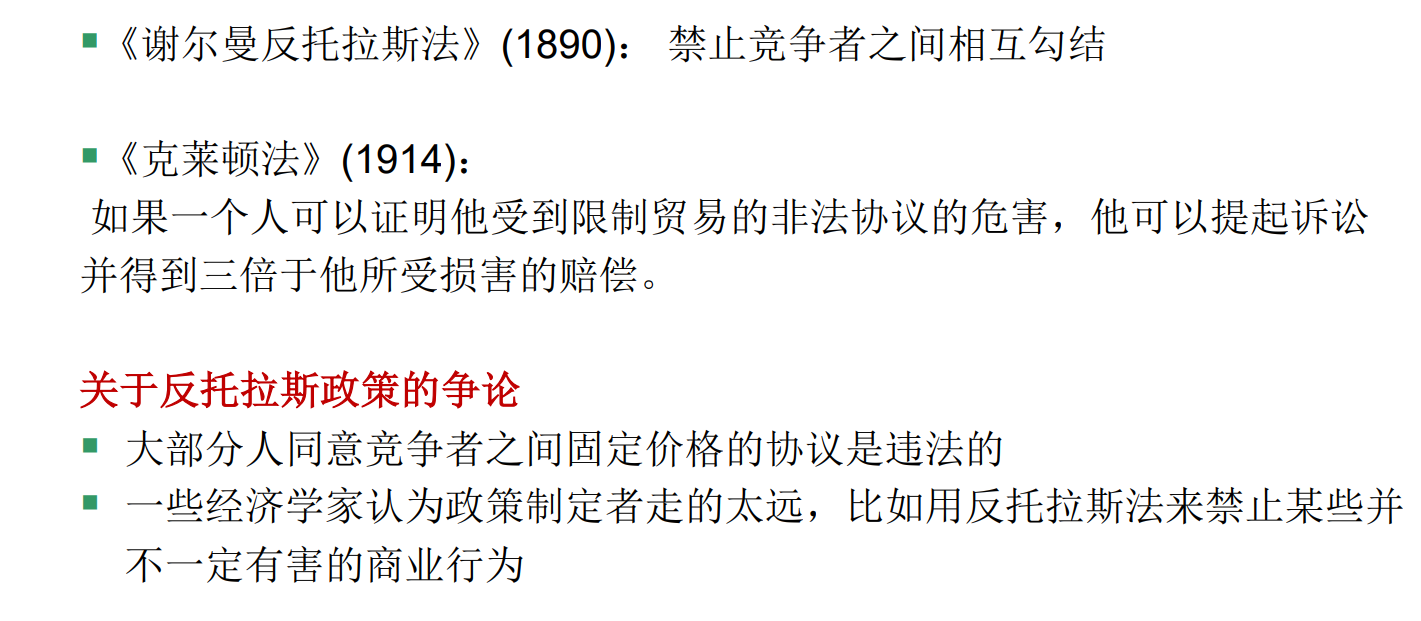 ▪《谢尔曼反托拉斯法》(1890)： 禁止竞争者之间相互勾结
▪《克莱顿法》(1914)：
如果一个人可以证明他受到限制贸易的非法协议的危害，他可以提起诉讼
并得到三倍于他所受损害的赔偿。
关于反托拉斯政策的争论
▪ 大部分人同意竞争者之间固定价格的协议是违法的
▪ 一些经济学家认为政策制定者走的太远，比如用反托拉斯法来禁止某些并
不一定有害的商业行为